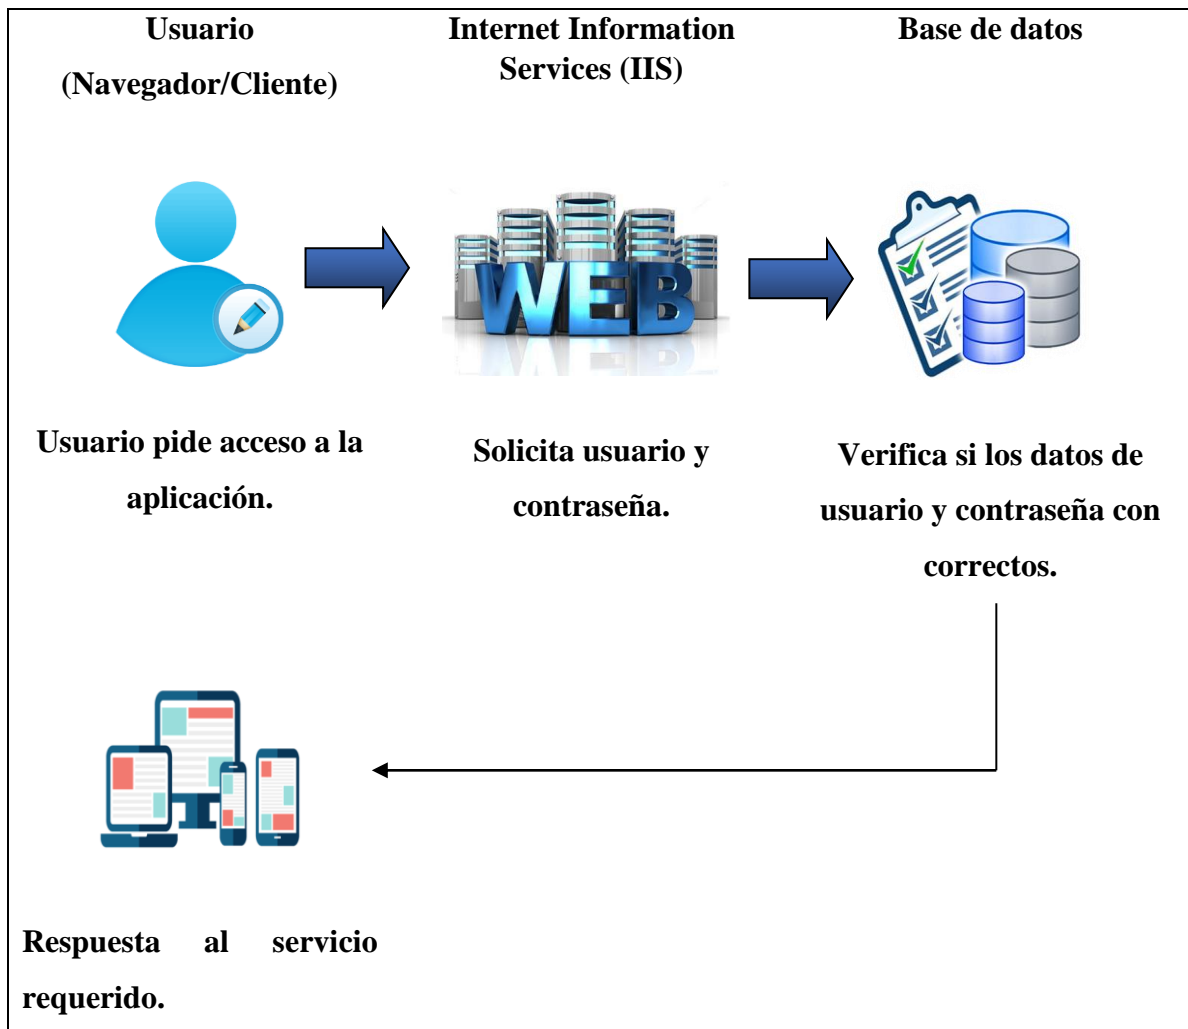 Usuario
(Navegador/Cliente)
Internet Information
Services (IIS)
Base de datos
WEB
Usuario pide acceso a la
aplicación.
Solicita usuario y
contraseña.
Verifica si los datos de
usuario y contraseña con
correctos.
Respuesta al servicio
requerido.